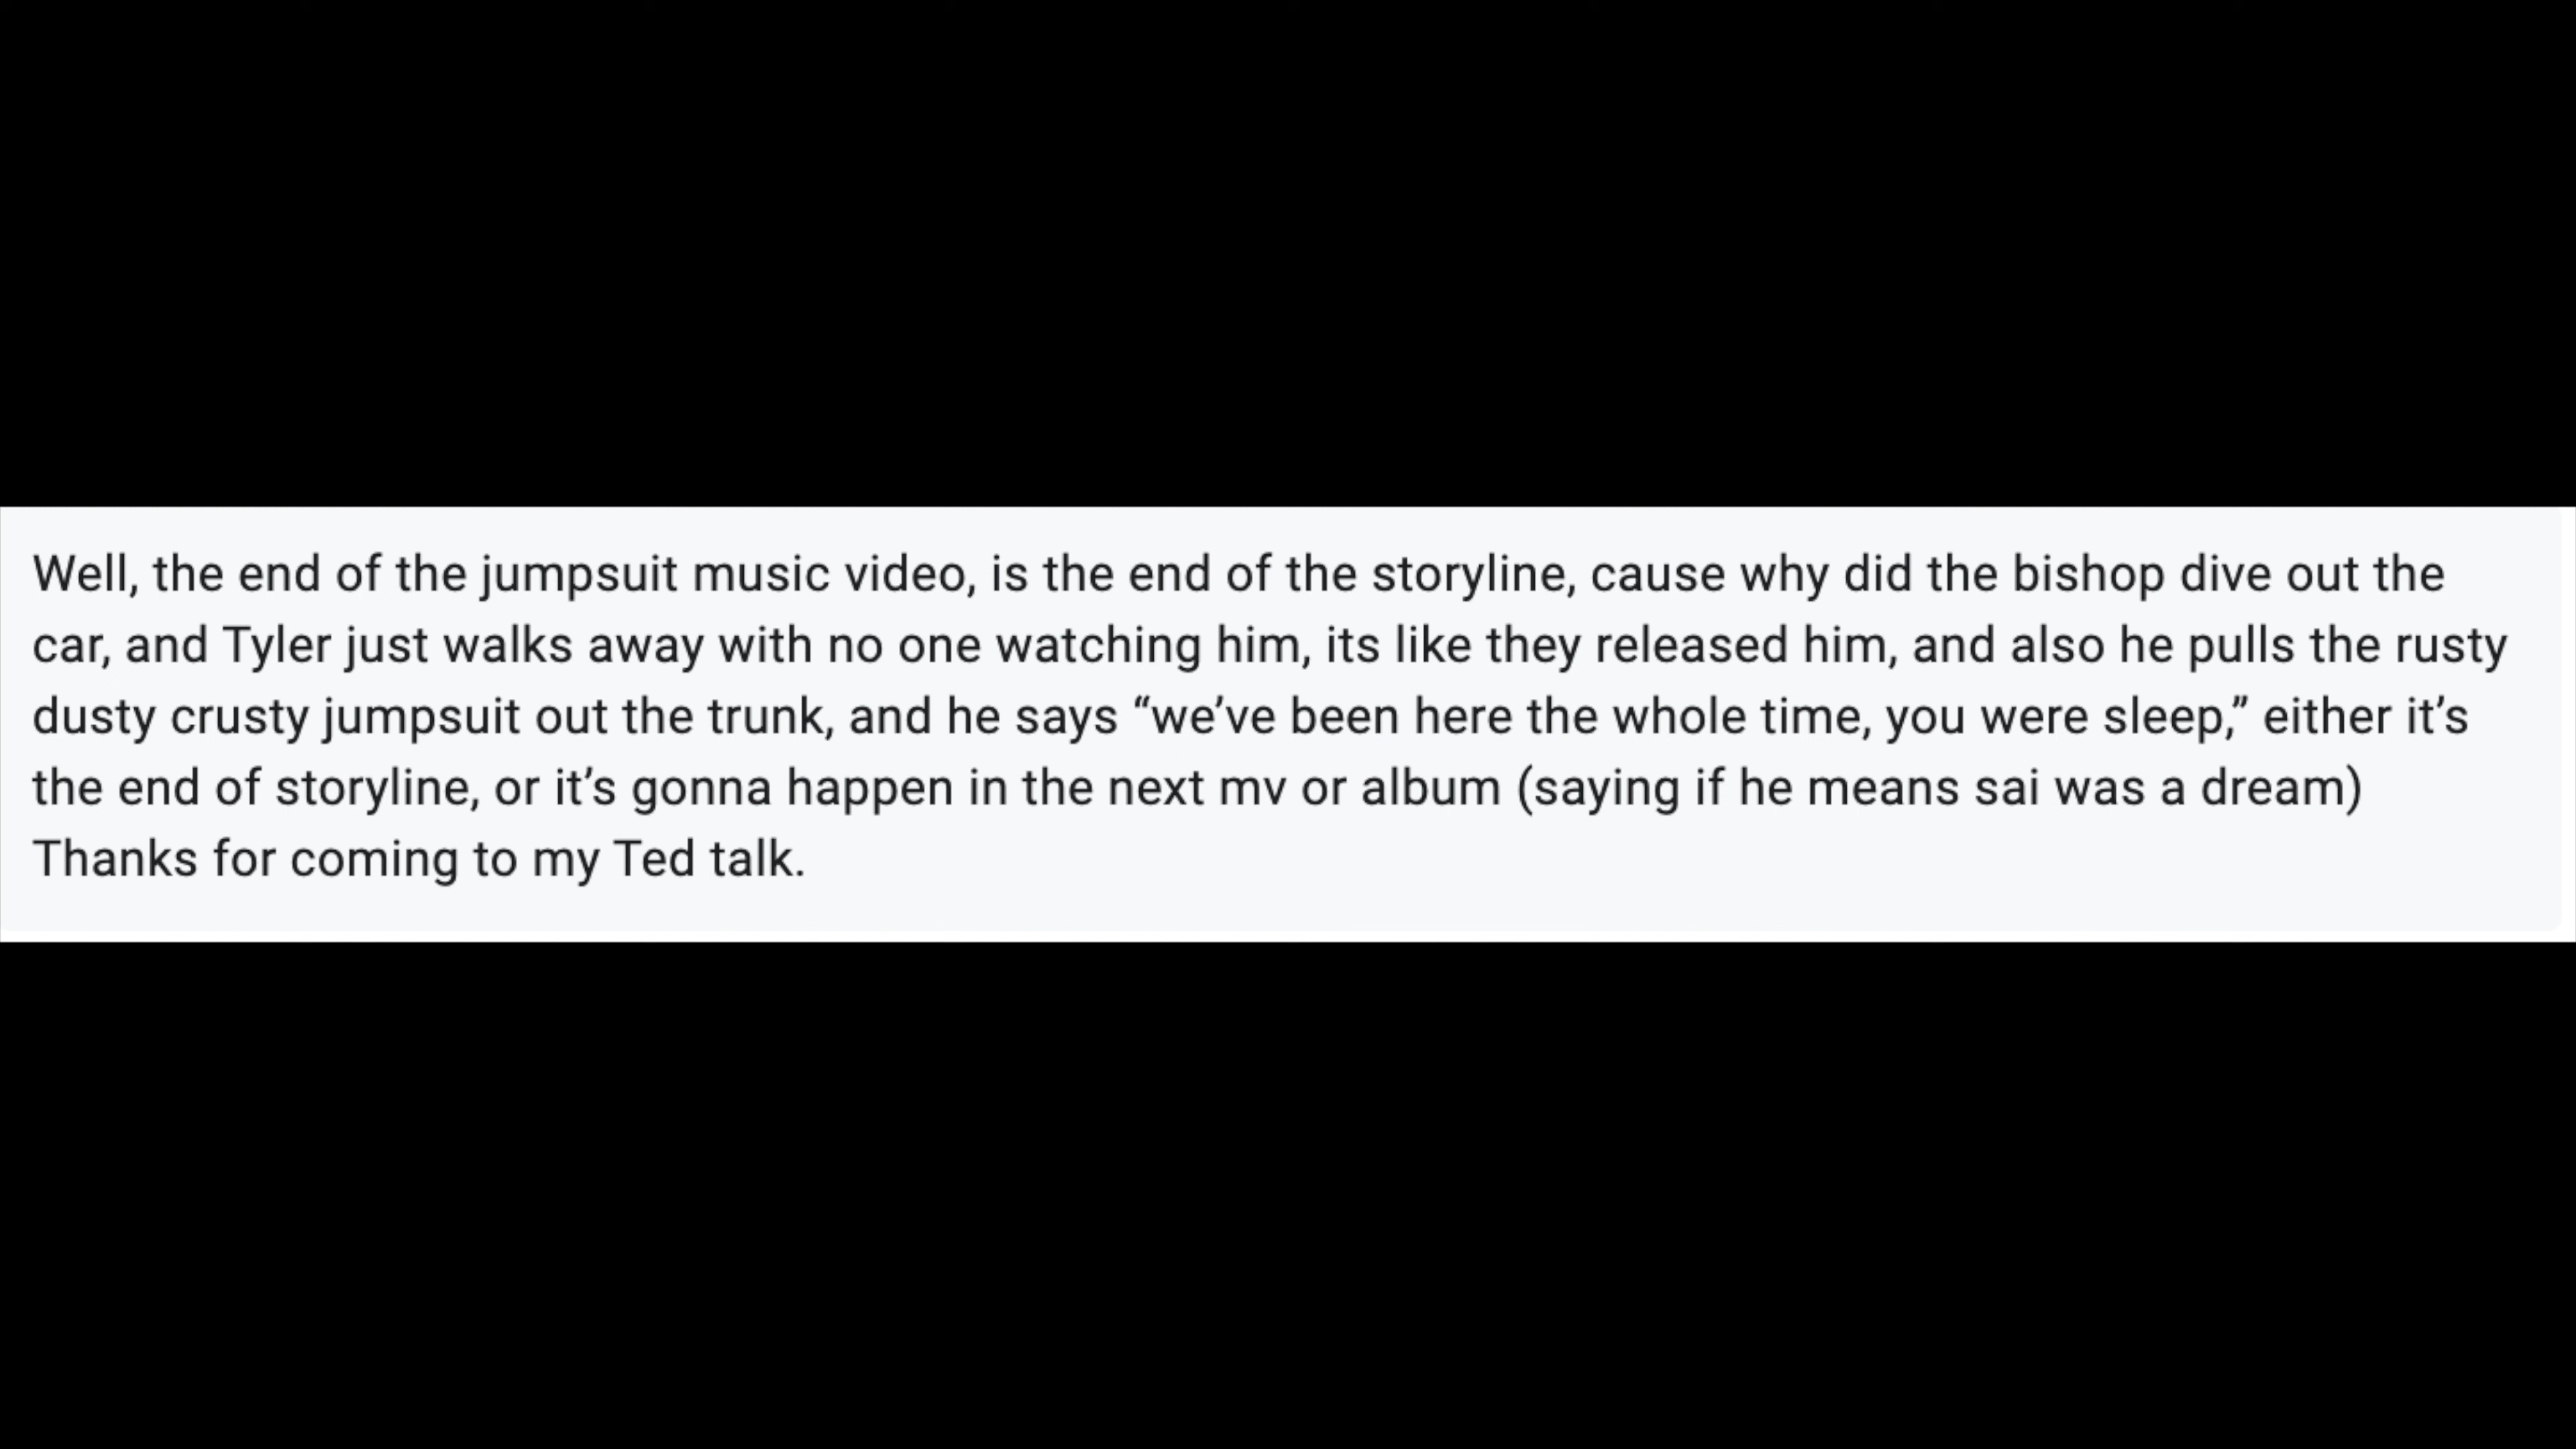 Well, the end of the jumpsuit music video, is the end of the storyline, cause why did the bishop dive out the
car, and Tyler just walks away with no one watching him, its like they released him, and also he pulls the rusty
dusty crusty jumpsuit out the trunk, and he says “we’ve been here the whole time, you were sleep,” either it’s
the end of storyline, or it’s gonna happen in the next mv or album (saying if he means sai was a dream)
Thanks for coming to my Ted talk.